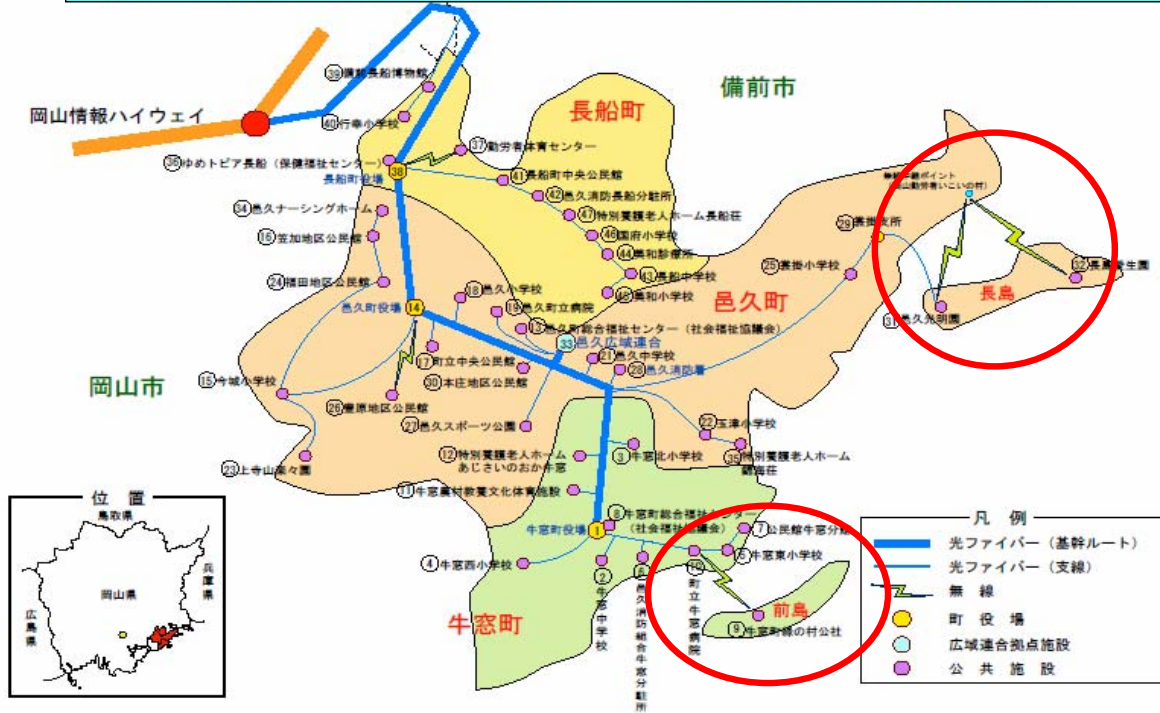 岡山情報ハイウェイ
備前市
長船町
邑久町
牛窓町
岡山市
長島
前島
39 備前長船博物館
40 行幸小学校
36 ゆめトピア長船（保健福祉センター）
37 勤労者体育センター
長船町役場
38
41 長船町中央公民館
42 邑久消防長船分駐所
47 特別養護老人ホーム長船荘
46 国府小学校
44 美和診療所
43 長船中学校
45 美和小学校
34 邑久ナーシングホーム
16 笠加地区公民館
24 福田地区公民館
邑久町役場
14
18 邑久小学校
19 邑久町立病院
13 邑久町総合福祉センター（社会福祉協議会）
33 邑久広域連合
17 町立中央公民館
30 本庄地区公民館
21 邑久中学校
28 邑久消防署
15 今城小学校
26 豊原地区公民館
27 邑久スポーツ公園
23 上寺山楽々園
25 裳掛小学校
29 裳掛支所
無線中継ポイント
（岡山勤労者いこいの村）
31 邑久光明園
32 長島愛生園
22 玉津小学校
35 特別養護老人ホーム
12 特別養護老人ホーム
あじさいのおか牛窓
3 牛窓北小学校
11 牛窓農村教養文化体育施設
牛窓町役場
1
8 牛窓町総合福祉センター
（社会福祉協議会）
7 公民館牛窓分館
5 牛窓東小学校
4 牛窓西小学校
2 牛窓中学校
6 邑久消防組合牛窓分駐所
10 町立牛窓病院
9 牛窓町緑の村公社
位 置
鳥取県
岡山県
兵庫県
広島県
凡 例
光ファイバー（基幹ルート）
光ファイバー（支線）
無 線
町 役 場
広域連合拠点施設
公 共 施 設